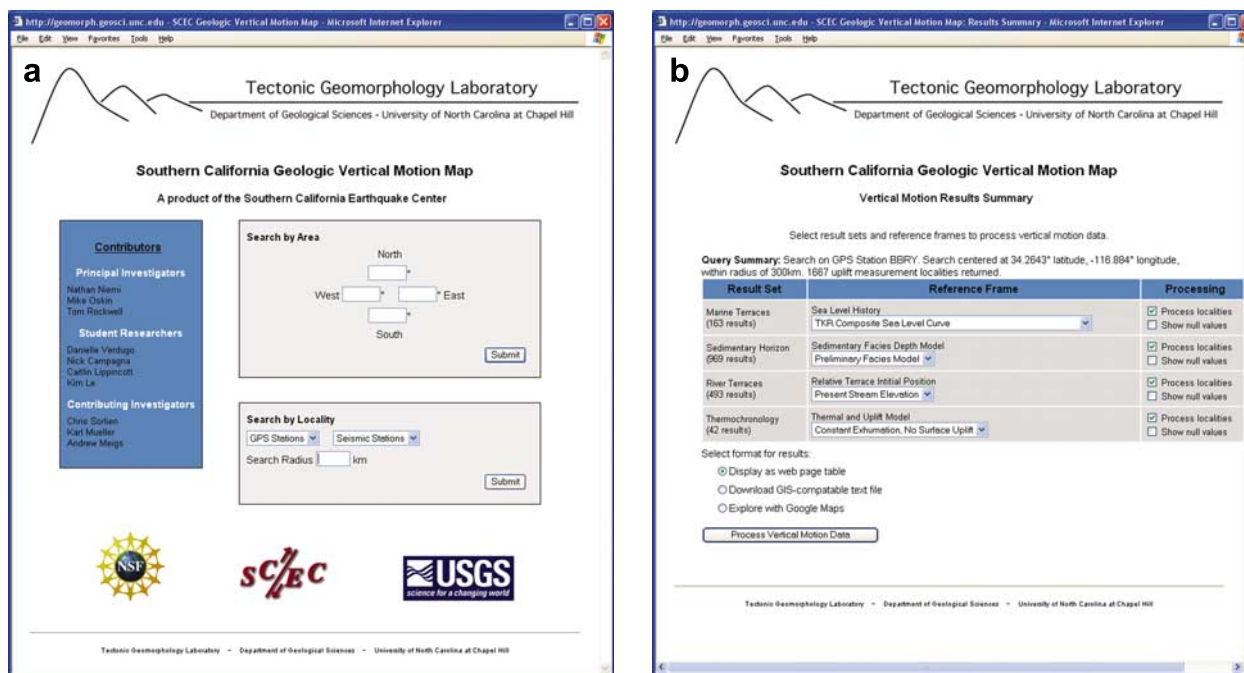 http://geomorph.geosci.unc.edu - SCEC Geologic Vertical Motion Map - Microsoft Internet Explorer
File Edit View Favorites Tools Help
a
Tectonic Geomorphology Laboratory
Department of Geological Sciences - University of North Carolina at Chapel Hill
Southern California Geologic Vertical Motion Map
A product of the Southern California Earthquake Center
Contributors
Principal Investigators
Nathan Niemi
Mike Oskin
Tom Rockwell
Student Researchers
Danielle Verdugo
Nick Campagna
Caitlin Lippincott
Kim Le
Contributing Investigators
Chris Sorlien
Karl Mueller
Andrew Meigs
Search by Area
North
°
West ° ° East
°
South
Submit
Search by Locality
GPS Stations Seismic Stations
Search Radius km
Submit
NSF
SC/EC
USGS
science for a changing world
Tectonic Geomorphology Laboratory - Department of Geological Sciences - University of North Carolina at Chapel Hill
http://geomorph.geosci.unc.edu - SCEC Geologic Vertical Motion Map: Results Summary - Microsoft Internet Explorer
File Edit View Favorites Tools Help
b
Tectonic Geomorphology Laboratory
Department of Geological Sciences - University of North Carolina at Chapel Hill
Southern California Geologic Vertical Motion Map
Vertical Motion Results Summary
Select result sets and reference frames to process vertical motion data.
Query Summary: Search on GPS Station BBRY. Search centered at 34.2643° latitude, -116.884° longitude,
within radius of 300km. 1667 uplift measurement localities returned.
Result Set Reference Frame Processing
Marine Terraces Sea Level History Process localities
(163 results) TKR Composite Sea Level Curve Show null values
Sedimentary Horizon Sedimentary Facies Depth Model Process localities
(969 results) Preliminary Facies Model Show null values
River Terraces Relative Terrace Intitial Position Process localities
(493 results) Present Stream Elevation Show null values
Thermochronology Thermal and Uplift Model Process localities
(42 results) Constant Exhumation, No Surface Uplift Show null values
Select format for results:
Display as web page table
Download GIS-compatable text file
Explore with Google Maps
Process Vertical Motion Data
Tectonic Geomorphology Laboratory - Department of Geological Sciences - University of North Carolina at Chapel Hill